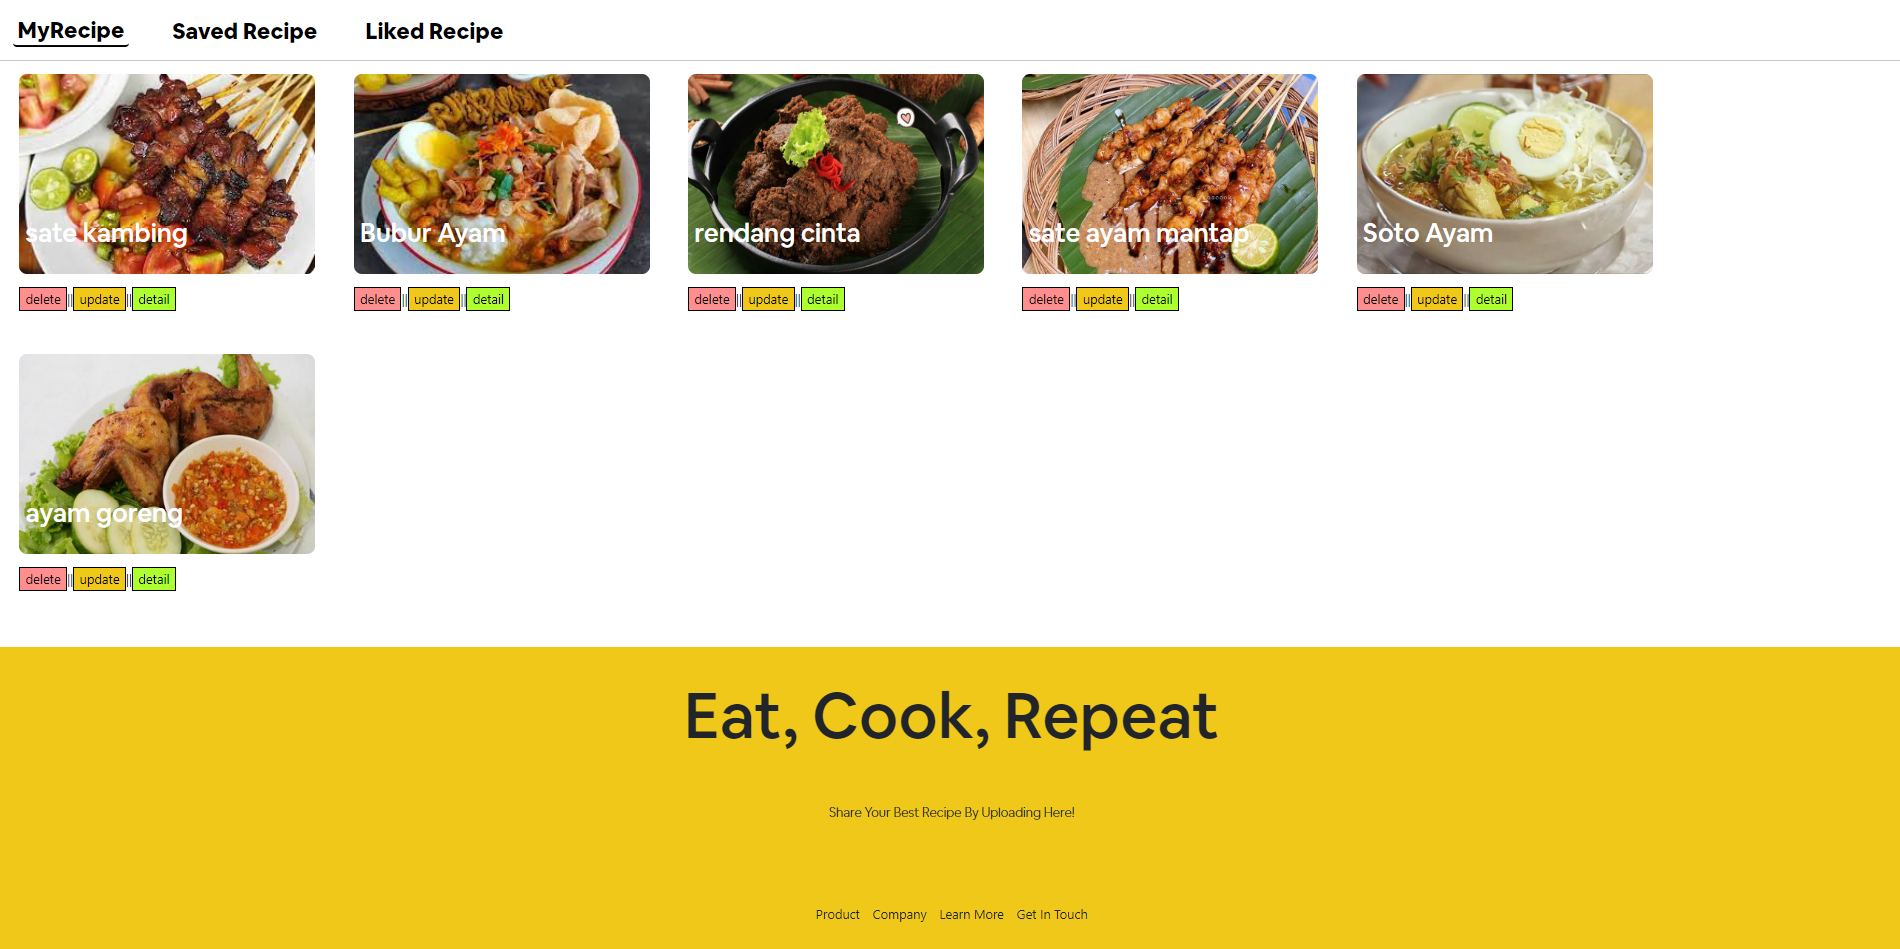 MyRecipe Saved Recipe Liked Recipe
sate kambing
Bubur Ayam
rendang cinta
sate ayam mantap
Soto Ayam
delete||update||detail
delete||update||detail
delete||update||detail
delete||update||detail
delete||update||detail
ayam goreng
delete||update||detail
Eat, Cook, Repeat
Share Your Best Recipe By Uploading Here!
Product Company Learn More Get In Touch